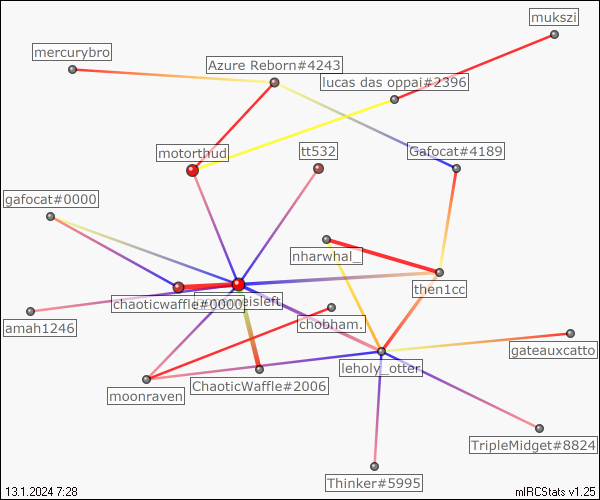 mukszi
mercurybro
Azure Reborn#4243
lucas das oppai#2396
motorthud
tt532
Gafocat#4189
gafocat#0000
nharwhal_
then1cc
chaoticwaffle#0000
chobham.
amah1246
gateauxcatto
leholy_otter
ChaoticWaffle#2006
moonraven
TripleMidget#8824
Thinker#5995
13.1.2024 7:28
mIRCStats v1.25